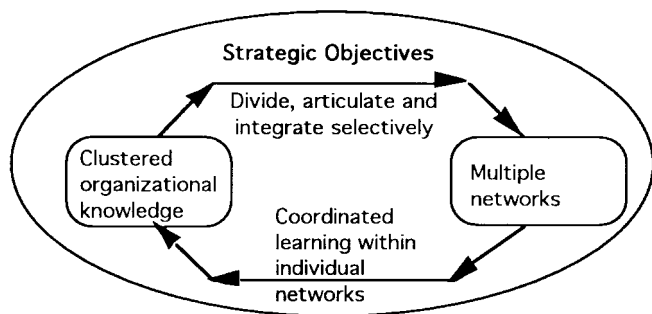 Strategic Objectives
Divide, articulate and
integrate selectively
Clustered
organizational
knowledge
Multiple
networks
Coordinated
learning within
individual
networks